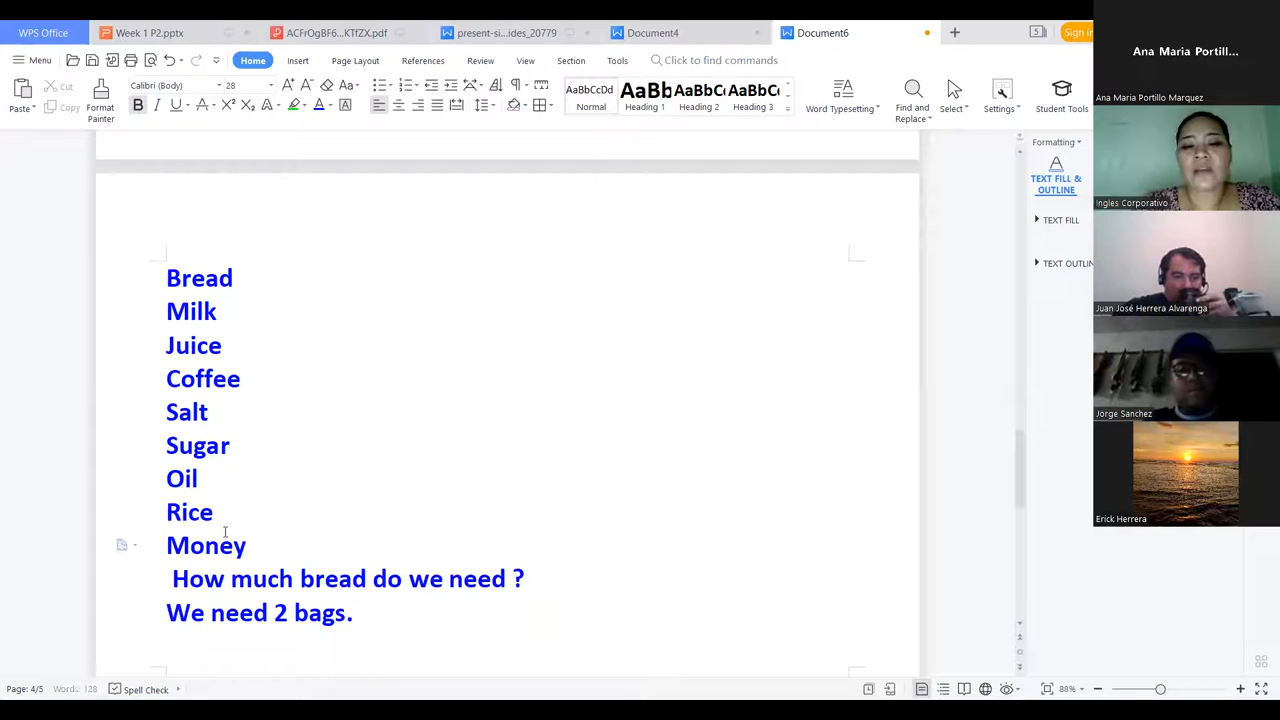 WPS Office
Week 1 P2.pptx
ACFrOgBF6...KTfZX.pdf
present-si...ides_20779
Document4
Document6
5
Sign in
Menu
Home
Insert
Page Layout
References
Review
View
Section
Tools
Click to find commands
Paste
Cut
Copy
Format
Painter
Calibri (Body)
28
AaBbCcDd
Normal
AaBb
Heading 1
AaBbC
Heading 2
AaBbC
Heading 3
Word Typesetting
Find and
Replace
Select
Settings
Student Tools
Formatting
TEXT FILL &
OUTLINE
TEXT FILL
TEXT OUTLIN
Bread
Milk
Juice
Coffee
Salt
Sugar
Oil
Rice
Money
How much bread do we need ?
We need 2 bags.
Page: 4/5
Words: 128
Spell Check
88%
Ana Maria Portill...
Ana Maria Portillo Marquez
Ingles Corporativo
Juan José Herrera Alvarenga
Jorge Sanchez
Erick Herrera